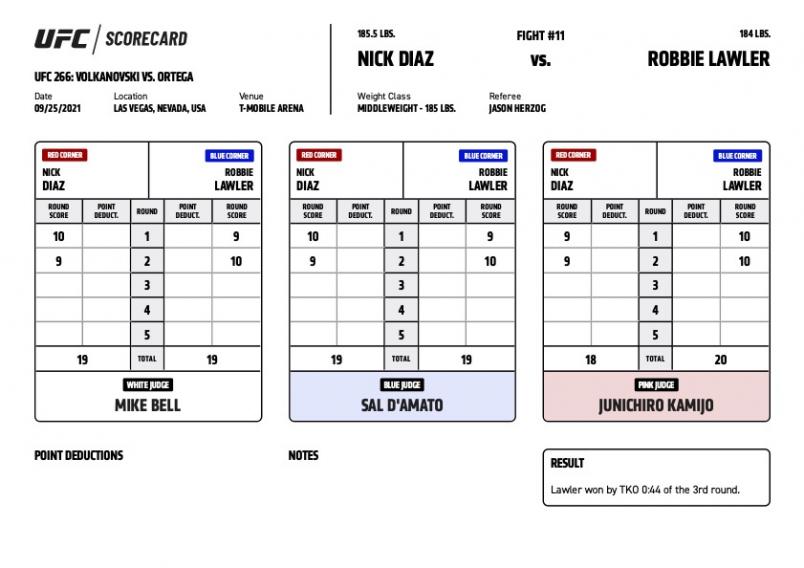 UFC / SCORECARD
UFC 266: VOLKANOVSKI VS. ORTEGA
Date Location Venue
09/25/2021 LAS VEGAS, NEVADA, USA T-MOBILE ARENA
185.5 LBS. FIGHT #11 184 LBS.
NICK DIAZ VS. ROBBIE LAWLER
Weight Class Referee
MIDDLEWEIGHT - 185 LBS. JASON HERZOG
RED CORNER BLUE CORNER
NICK ROBBIE
DIAZ LAWLER
ROUND POINT ROUND POINT ROUND
SCORE DEDUCT. DEDUCT. SCORE
10 1 9
9 2 10
3
4
5
19 TOTAL 19
WHITE JUDGE
MIKE BELL
RED CORNER BLUE CORNER
NICK ROBBIE
DIAZ LAWLER
ROUND POINT ROUND POINT ROUND
SCORE DEDUCT. DEDUCT. SCORE
10 1 9
9 2 10
3
4
5
19 TOTAL 19
BLUE JUDGE
SAL D'AMATO
RED CORNER BLUE CORNER
NICK ROBBIE
DIAZ LAWLER
ROUND POINT ROUND POINT ROUND
SCORE DEDUCT. DEDUCT. SCORE
9 1 10
9 2 10
3
4
5
18 TOTAL 20
PINK JUDGE
JUNICHIRO KAMIJO
POINT DEDUCTIONS
NOTES
RESULT
Lawler won by TKO 0:44 of the 3rd round.